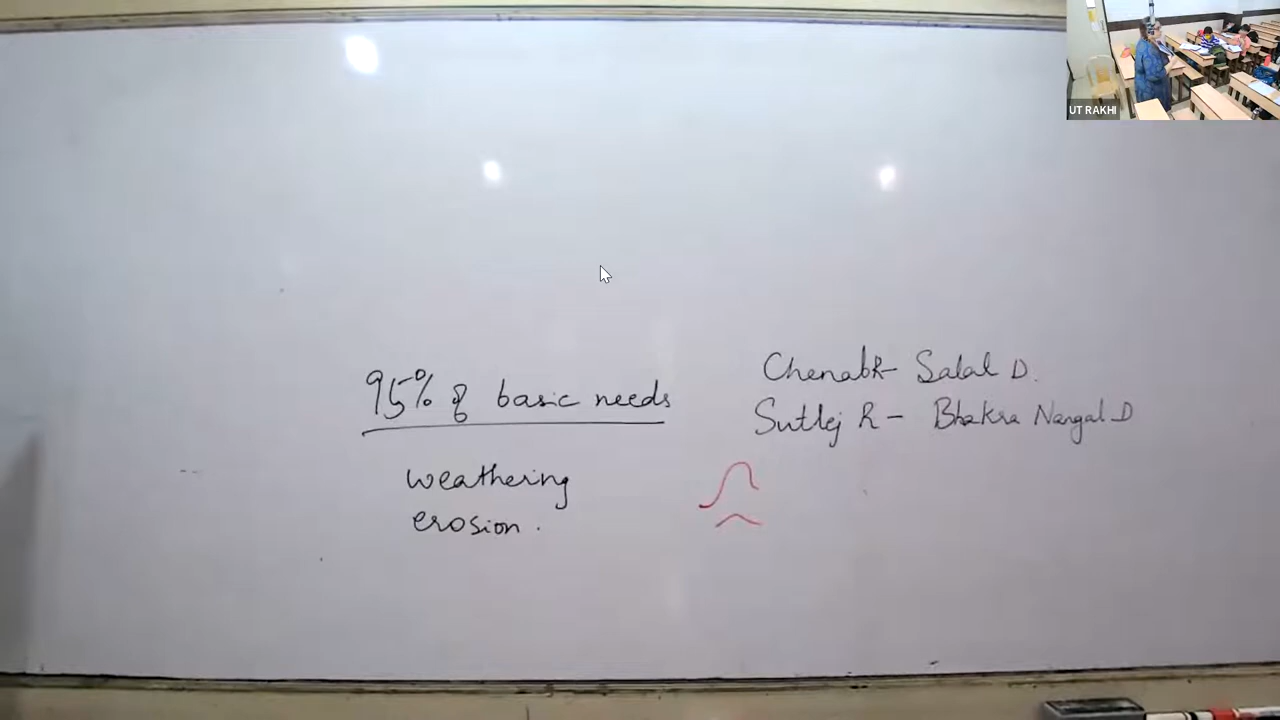 UT RAKHI
95% of basic needs
weathering
erosion.
Chenab R - Salal D.
Sutlej R - Bhakra Nangal D